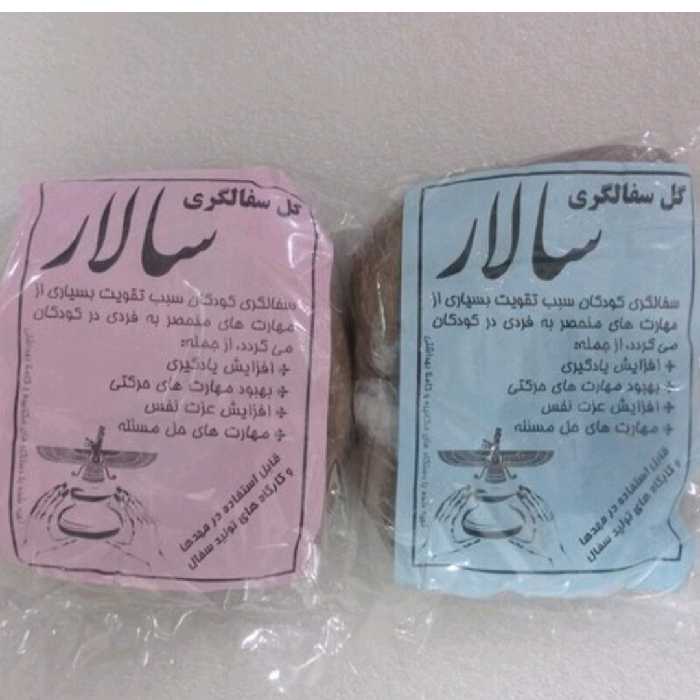 گل سفالگری
سالار
سفالگری کودکان سبب تقویت بسیاری از
مهارت های منحصر به فردی در کودکان
می گردد، از جمله:
+ افزایش یادگیری
+ بهبود مهارت های حرکتی
+ افزایش عزت نفس
+ مهارت های حل مسئله
قابل استفاده در مهدها
و کارگاه های تولید سفال
گل سفالگری
سالار
سفالگری کودکان سبب تقویت بسیاری از
مهارت های منحصر به فردی در کودکان
می گردد، از جمله:
+ افزایش یادگیری
+ بهبود مهارت های حرکتی
+ افزایش عزت نفس
+ مهارت های حل مسئله
قابل استفاده در مهدها
و کارگاه های تولید سفال